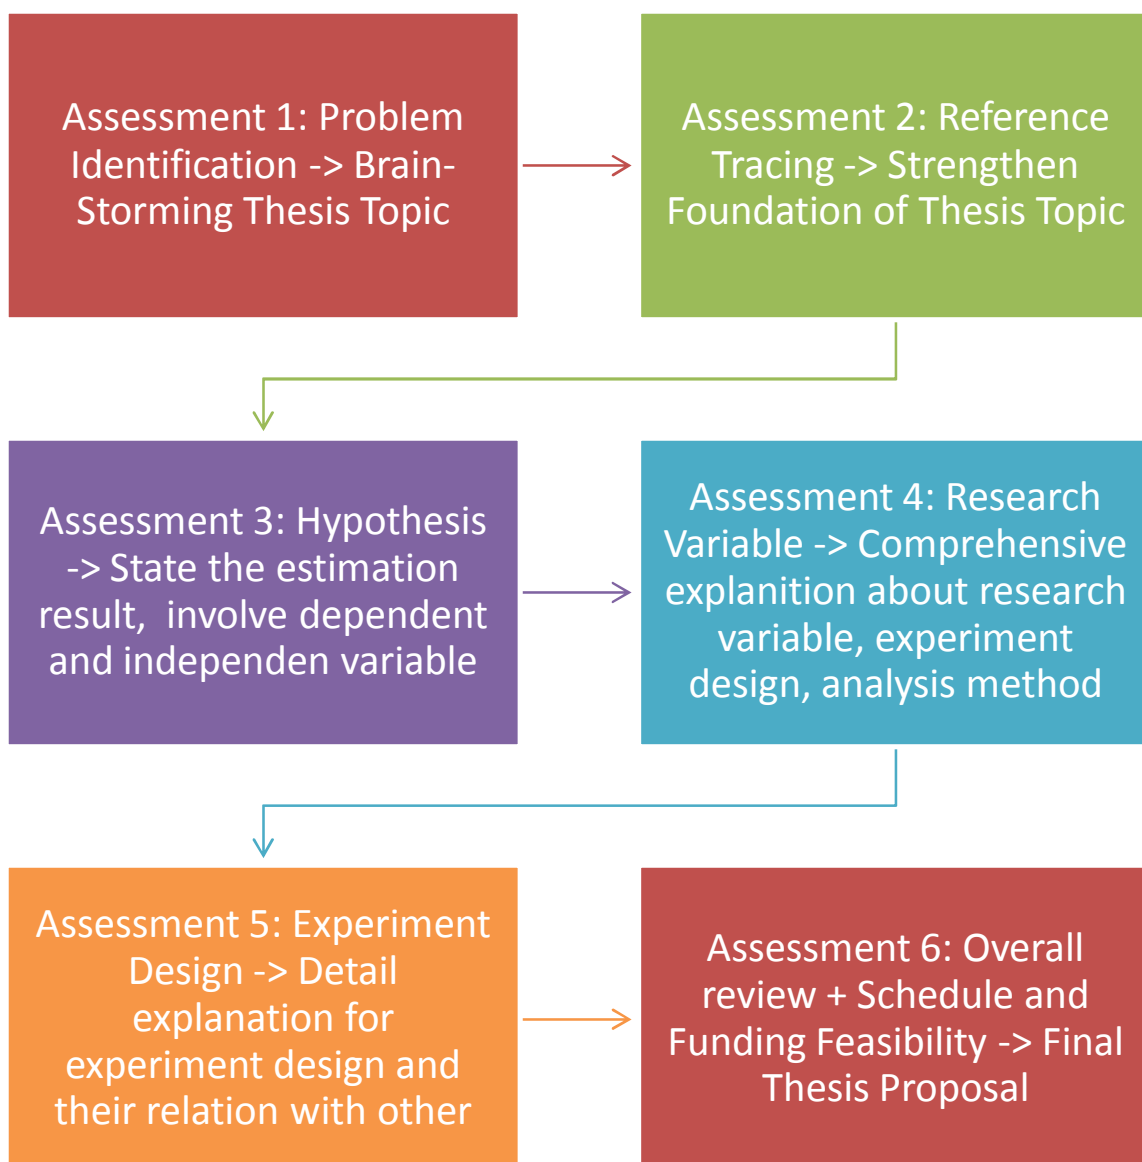 Assessment 1: Problem
Identification -> Brain-
Storming Thesis Topic
Assessment 2: Reference
Tracing -> Strengthen
Foundation of Thesis Topic
Assessment 3: Hypothesis
-> State the estimation
result, involve dependent
and independen variable
Assessment 4: Research
Variable -> Comprehensive
explanition about research
variable, experiment
design, analysis method
Assessment 5: Experiment
Design -> Detail
explanation for
experiment design and
their relation with other
Assessment 6: Overall
review + Schedule and
Funding Feasibility -> Final
Thesis Proposal